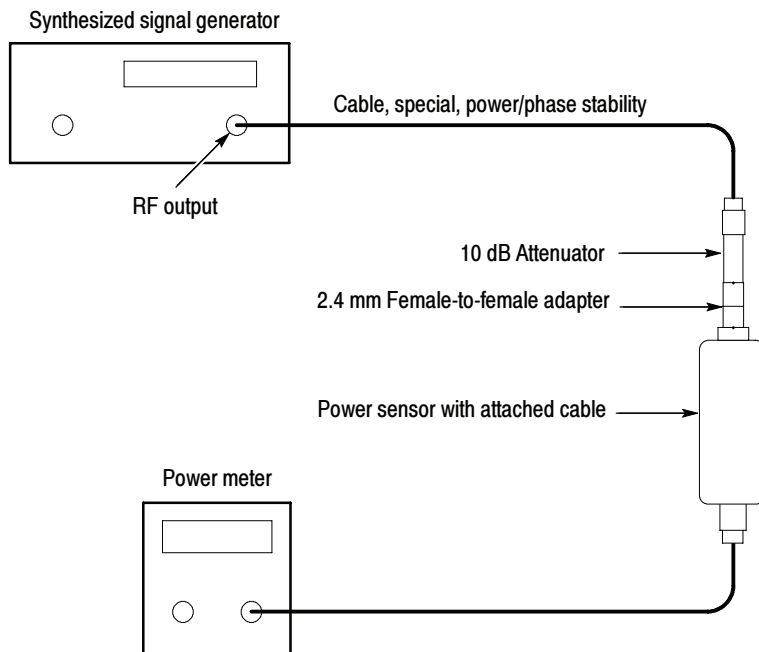 Synthesized signal generator
Cable, special, power/phase stability
RF output
10 dB Attenuator
2.4 mm Female-to-female adapter
Power sensor with attached cable
Power meter